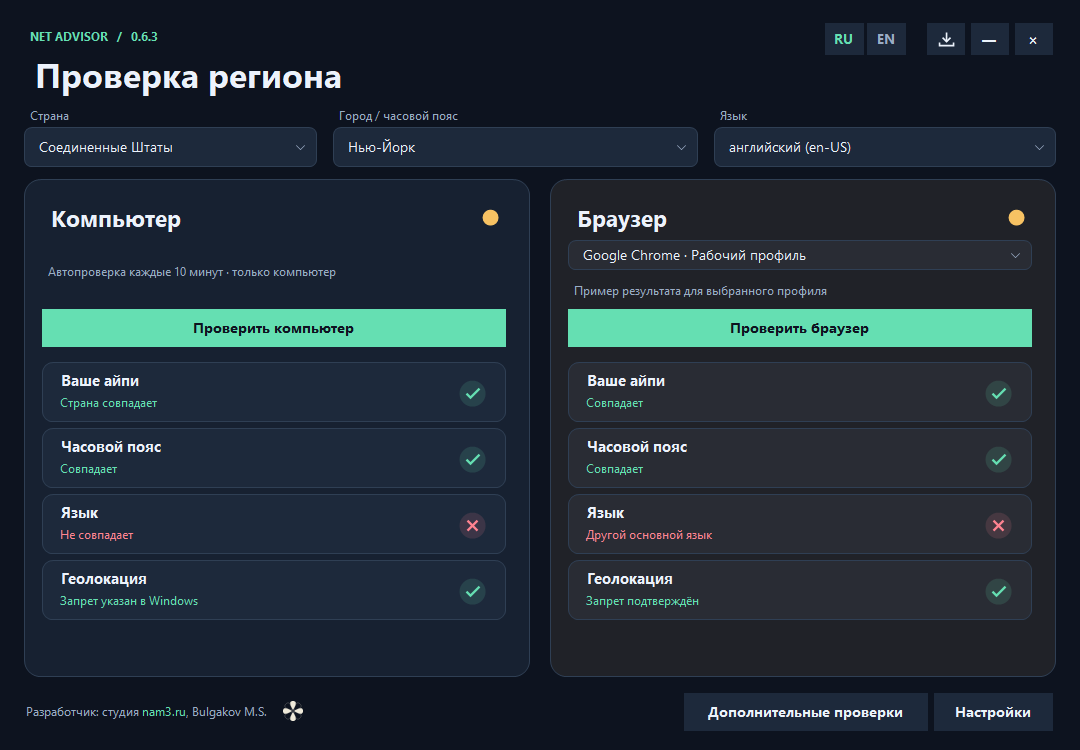 NET ADVISOR / 0.6.3
RU EN
Проверка региона
Страна
Город / часовой пояс
Язык
Соединенные Штаты
Нью-Йорк
английский (en-US)
Компьютер
Автопроверка каждые 10 минут · только компьютер
Проверить компьютер
Ваше айпи
Страна совпадает
Часовой пояс
Совпадает
Язык
Не совпадает
Геолокация
Запрет указан в Windows
Браузер
Google Chrome · Рабочий профиль
Пример результата для выбранного профиля
Проверить браузер
Ваше айпи
Совпадает
Часовой пояс
Совпадает
Язык
Другой основной язык
Геолокация
Запрет подтверждён
Разработчик: студия nam3.ru, Bulgakov M.S.
Дополнительные проверки
Настройки